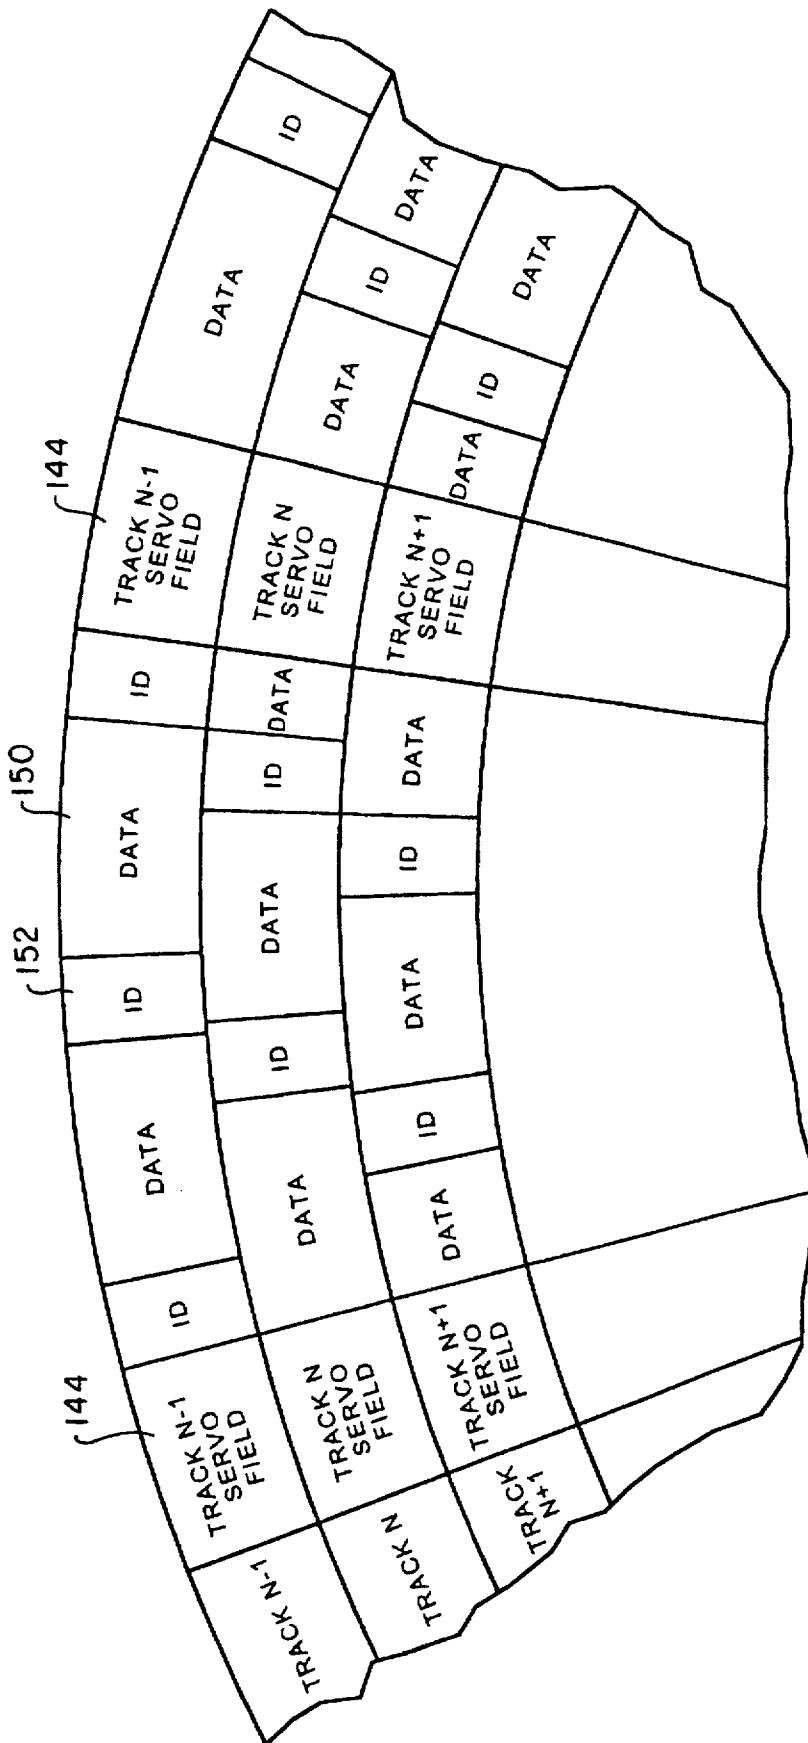 144
152
150
144
TRACK N-1
TRACK N-1
SERVO
FIELD
ID
DATA
ID
DATA
ID
TRACK N-1
SERVO
FIELD
DATA
ID
TRACK N
TRACK N
SERVO
FIELD
DATA
ID
DATA
ID
DATA
TRACK N
SERVO
FIELD
DATA
ID
DATA
TRACK
N+1
TRACK N+1
SERVO
FIELD
DATA
ID
DATA
ID
DATA
TRACK N+1
SERVO
FIELD
DATA
ID
DATA